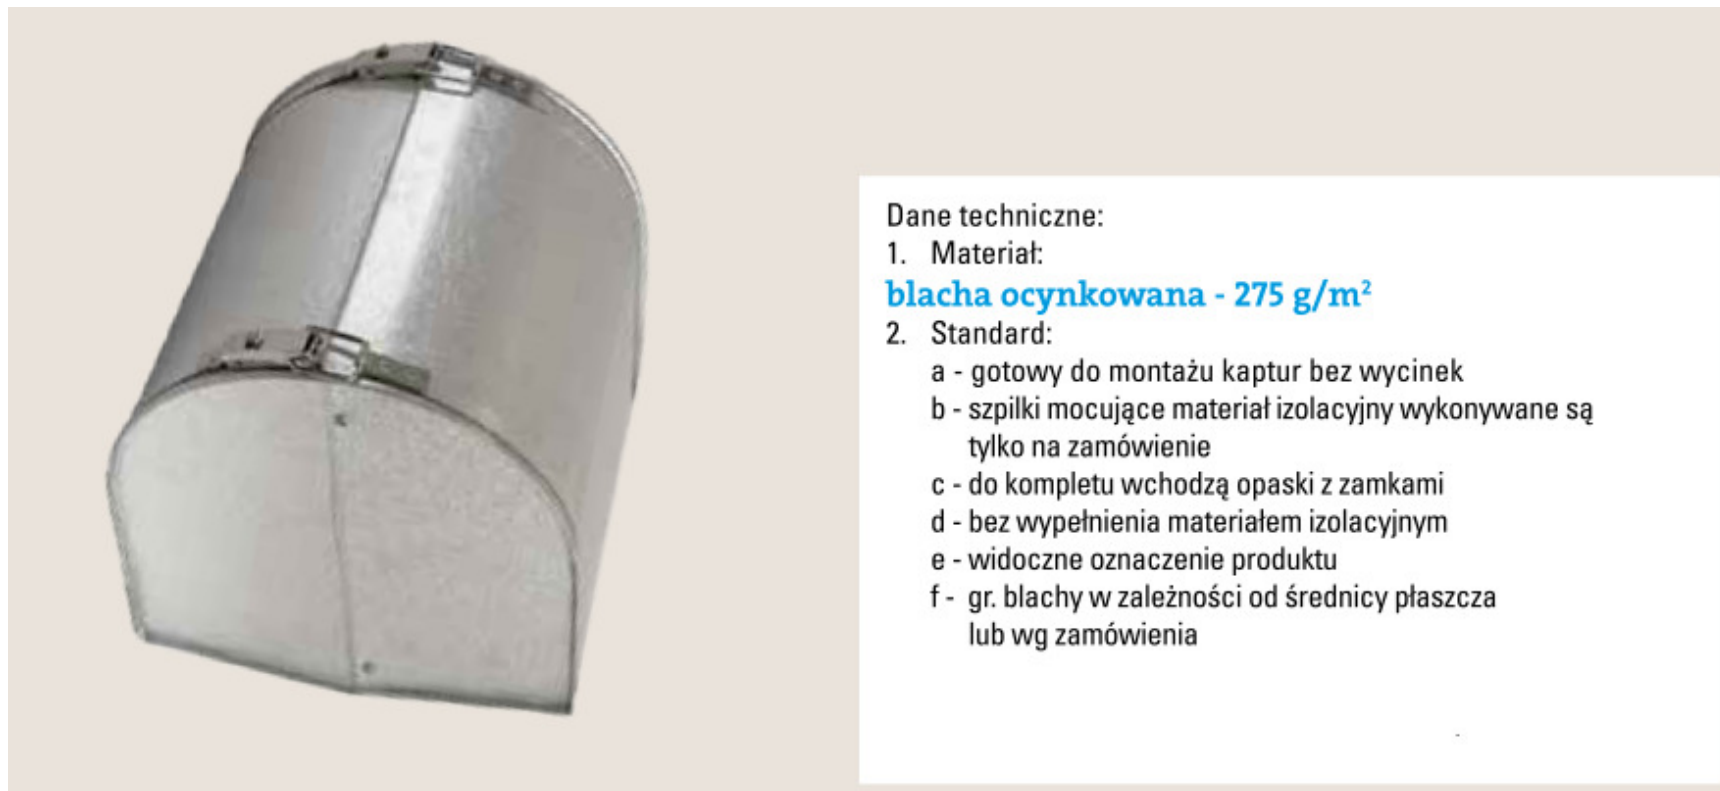 Dane techniczne:
1. Materiał:
blacha ocynkowana - 275 g/m²
2. Standard:
a - gotowy do montażu kaptur bez wycinek
b - szpilki mocujące materiał izolacyjny wykonywane są
tylko na zamówienie
c - do kompletu wchodzą opaski z zamkami
d - bez wypełnienia materiałem izolacyjnym
e - widoczne oznaczenie produktu
f - gr. blachy w zależności od średnicy płaszcza
lub wg zamówienia